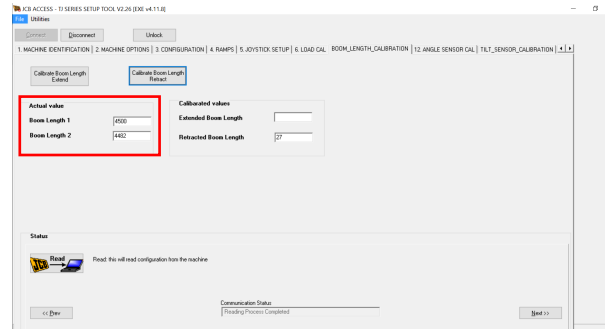 JCB ACCESS - TJ SERIES SETUP TOOL V2.26 [EXE v4.11.8]
File Utilities
Connect Disconnect Unlock
1. MACHINE IDENTIFICATION 2. MACHINE OPTIONS 3. CONFIGURATION 4. RAMPS 5. JOYSTICK SETUP 6. LOAD CAL BOOM_LENGTH_CALIBRATION 12. ANGLE SENSOR CAL TILT_SENSOR_CALIBRATION
Calibrate Boom Length Extend
Calibrate Boom Length Retract
Actual value
Boom Length 1 4500
Boom Length 2 4482
Calibarated values
Extended Boom Length
Retracted Boom Length 27
Status
Read
JCB
Read: this will read configuration from the machine
Communication Status
Reading Process Completed
<< Prev
Next >>